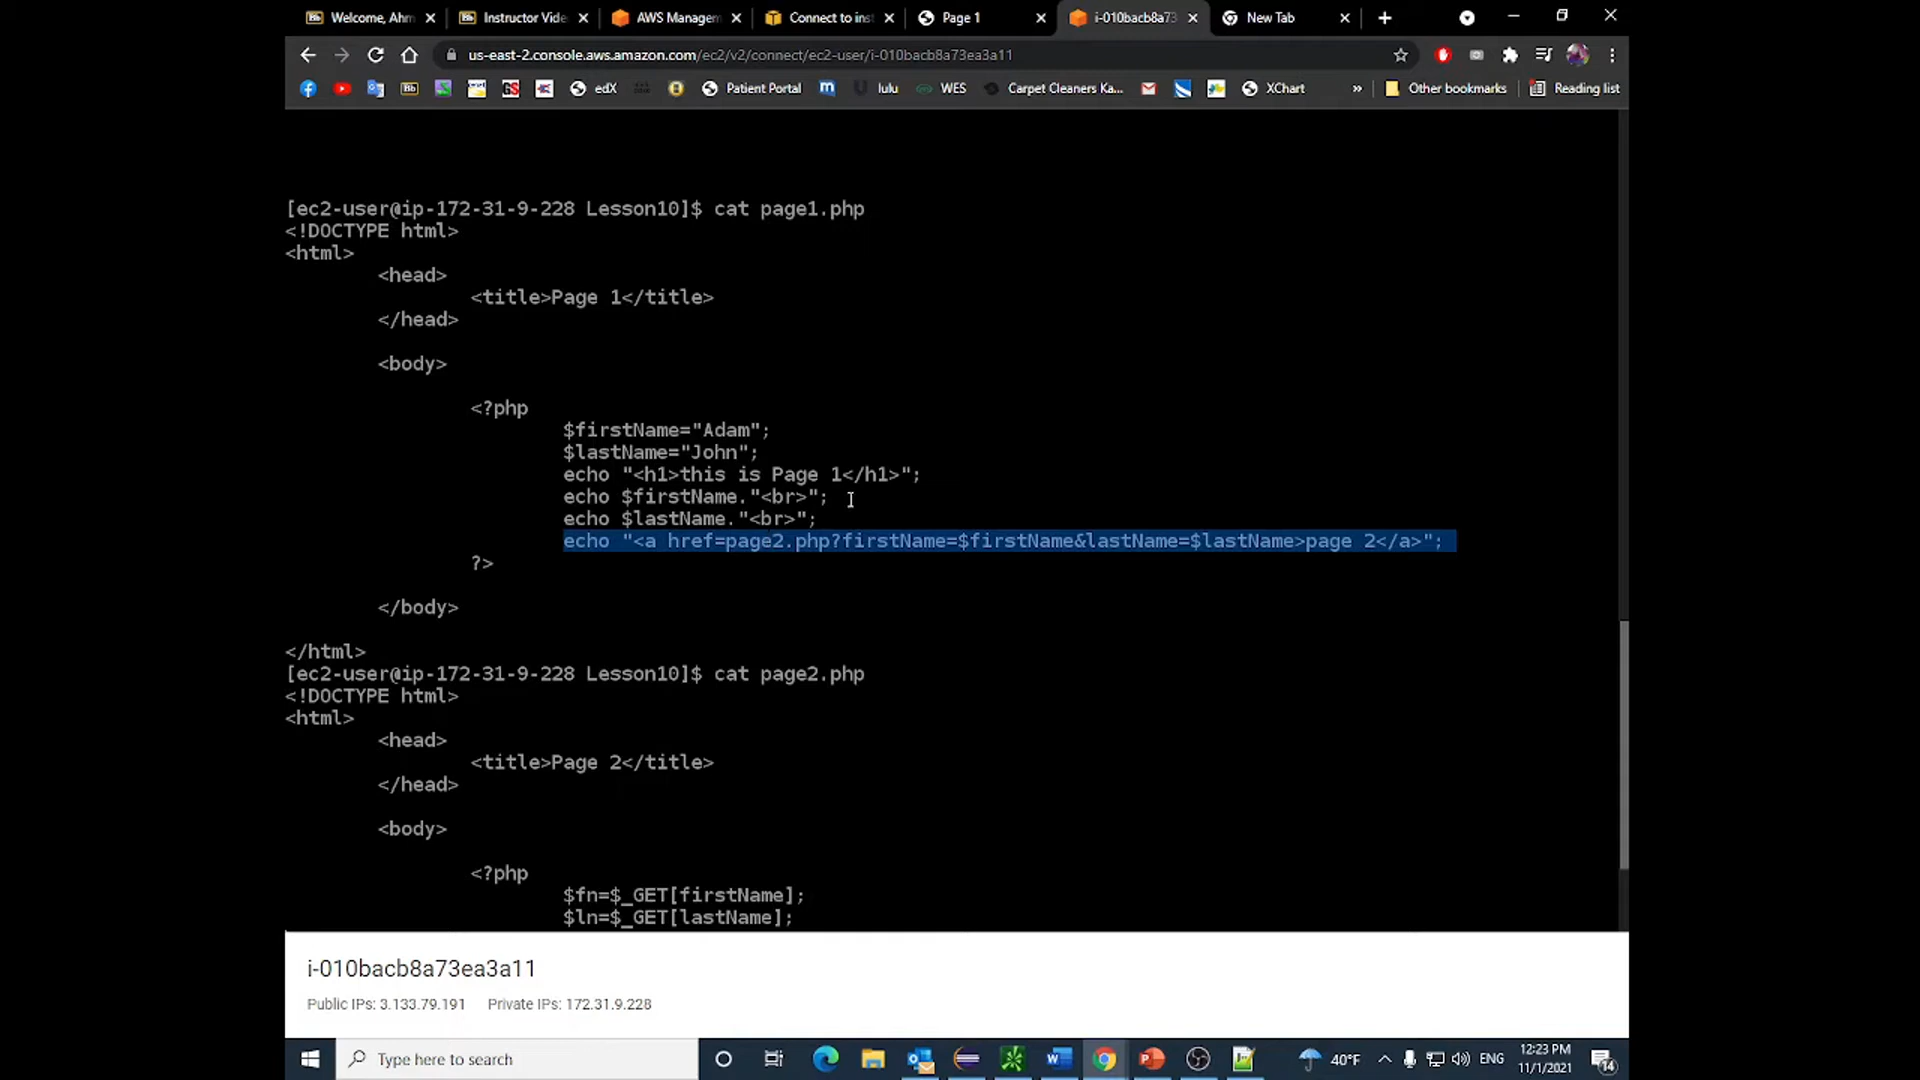 Welcome, Ahm
Instructor Vide
AWS Managem
Connect to inst
Page 1
i-010bacb8a73
New Tab
us-east-2.console.aws.amazon.com/ec2/v2/connect/ec2-user/i-010bacb8a73ea3a11
edX
Patient Portal
lulu
WES
Carpet Cleaners Ka...
XChart
»
Other bookmarks
Reading list
[ec2-user@ip-172-31-9-228 Lesson10]$ cat page1.php
<!DOCTYPE html>
<html>
<head>
<title>Page 1</title>
</head>
<body>
<?php
$firstName="Adam";
$lastName="John";
echo "<h1>this is Page 1</h1>";
echo $firstName."<br>";
echo $lastName."<br>";
echo "<a href=page2.php?firstName=$firstName&lastName=$lastName>page 2</a>";
?>
</body>
</html>
[ec2-user@ip-172-31-9-228 Lesson10]$ cat page2.php
<!DOCTYPE html>
<html>
<head>
<title>Page 2</title>
</head>
<body>
<?php
$fn=$_GET[firstName];
$ln=$_GET[lastName];
i-010bacb8a73ea3a11
Public IPs: 3.133.79.191 Private IPs: 172.31.9.228
Type here to search
40°F
ENG
12:23 PM
11/1/2021
14